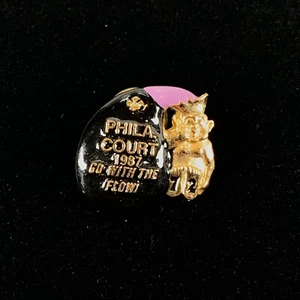 PHILA.
COURT
1987
GO WITH THE
FLOW!